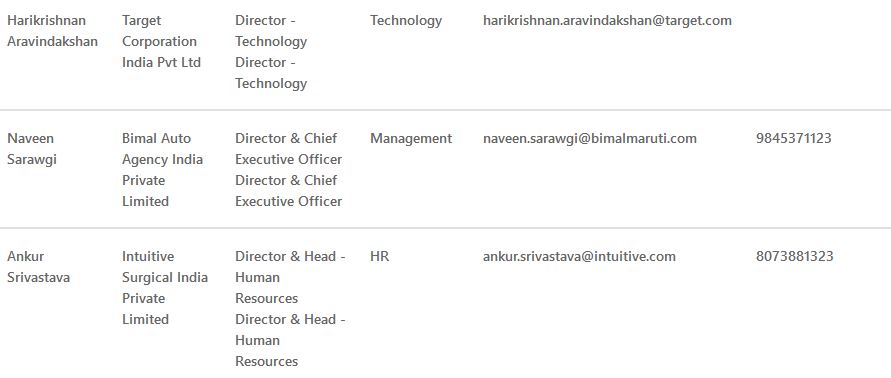 Harikrishnan Aravindakshan
Target Corporation India Pvt Ltd
Director - Technology
Director - Technology
Technology
harikrishnan.aravindakshan@target.com
Naveen Sarawgi
Bimal Auto Agency India Private Limited
Director & Chief Executive Officer
Director & Chief Executive Officer
Management
naveen.sarawgi@bimalmaruti.com
9845371123
Ankur Srivastava
Intuitive Surgical India Private Limited
Director & Head - Human Resources
Director & Head - Human Resources
HR
ankur.srivastava@intuitive.com
8073881323